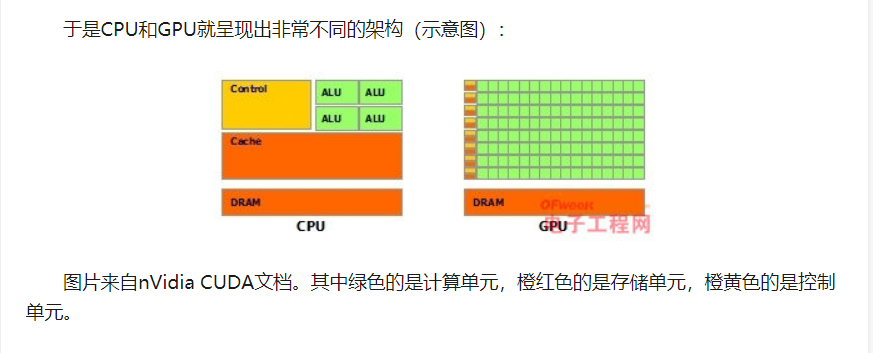 于是CPU和GPU就呈现出非常不同的架构（示意图）：
Control
ALU ALU
ALU ALU
Cache
DRAM
CPU
DRAM
OFweek
电子工程网
GPU
图片来自nVidia CUDA文档。其中绿色的是计算单元，橙红色的是存储单元，橙黄色的是控制
单元。